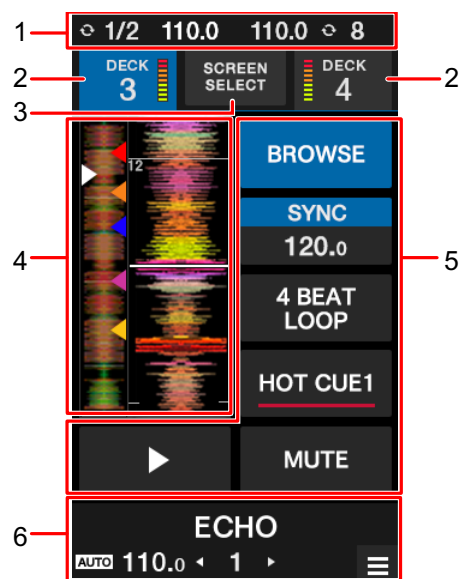 1 1/2 110.0 110.0 8
2 DECK 3 SCREEN SELECT DECK 4 2
3
12
BROWSE
SYNC
4 120.0 5
4 BEAT
LOOP
HOT CUE1
MUTE
6 ECHO
AUTO 110.0 1